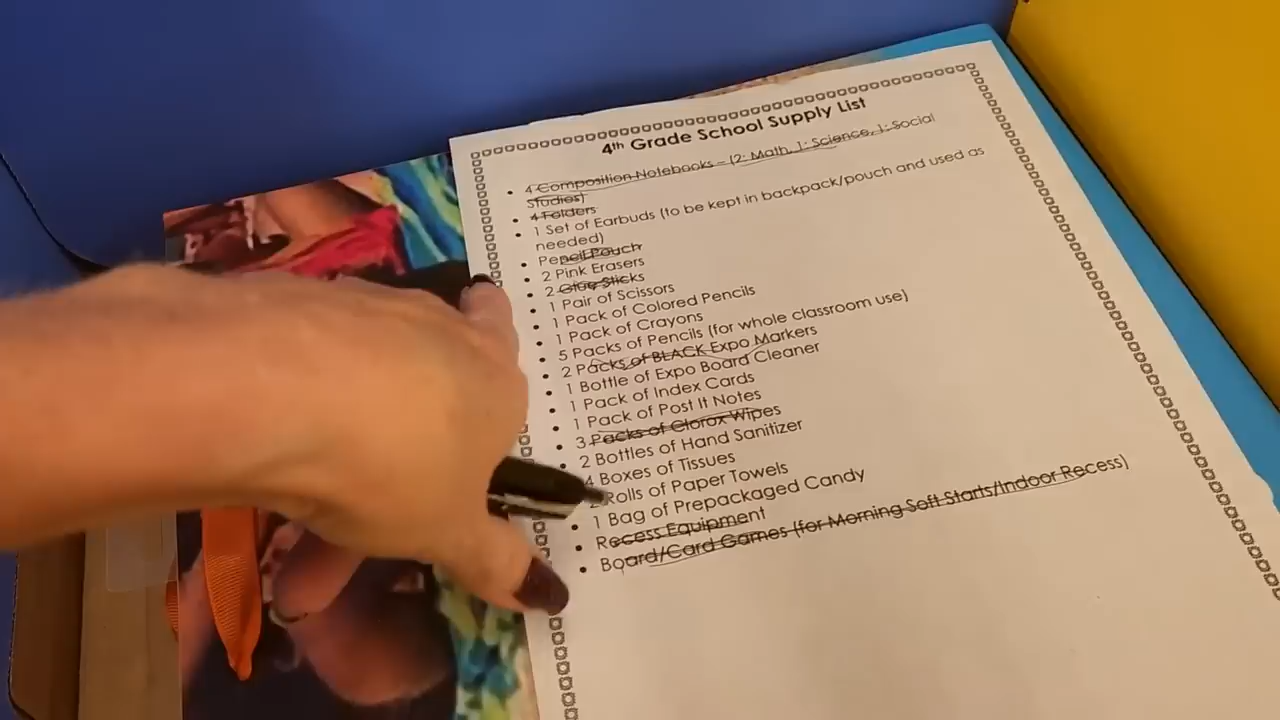 4th Grade School Supply List
4 Composition Notebooks – (2: Math, 1: Science, 1: Social
Studies)
4 Folders
1 Set of Earbuds (to be kept in backpack/pouch and used as
needed)
Pencil Pouch
2 Pink Erasers
2 Glue Sticks
1 Pair of Scissors
1 Pack of Colored Pencils
1 Pack of Crayons
5 Packs of Pencils (for whole classroom use)
2 Packs of BLACK Expo Markers
1 Bottle of Expo Board Cleaner
1 Pack of Index Cards
1 Pack of Post It Notes
3 Packs of Clorox Wipes
2 Bottles of Hand Sanitizer
4 Boxes of Tissues
Rolls of Paper Towels
1 Bag of Prepackaged Candy
Recess Equipment
Board/Card Games (for Morning Soft Starts/Indoor Recess)